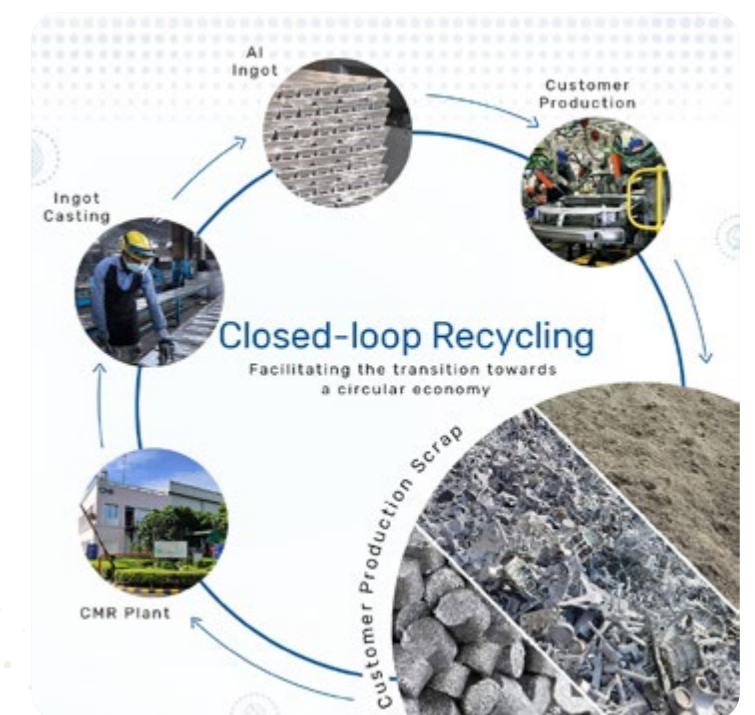 Al
Ingot
Customer
Production
Ingot
Casting
Closed-loop Recycling
Facilitating the transition towards
a circular economy
Customer Production Scrap
CMR Plant